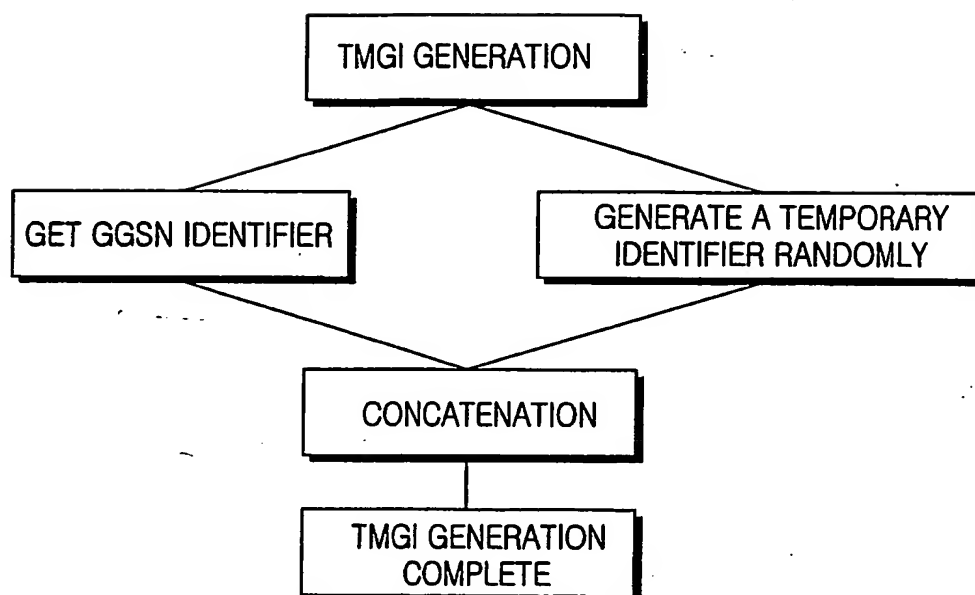 TMGI GENERATION
GET GGSN IDENTIFIER
GENERATE A TEMPORARY
IDENTIFIER RANDOMLY
CONCATENATION
TMGI GENERATION
COMPLETE